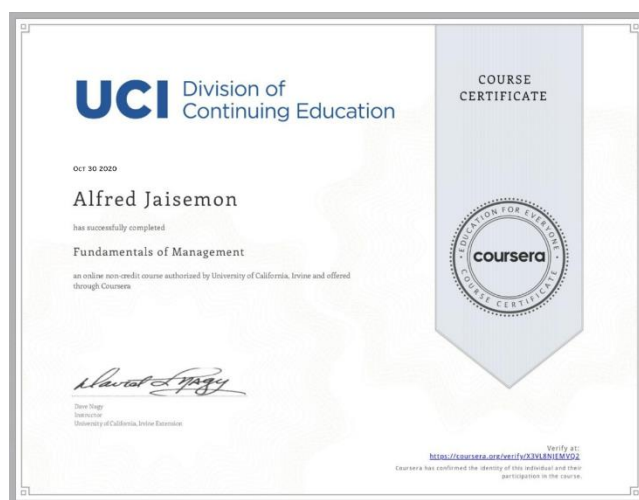 UCI Division of
Continuing Education
COURSE
CERTIFICATE
OCT 30 2020
Alfred Jaisemon
has successfully completed
Fundamentals of Management
an online non-credit course authorized by University of California, Irvine and offered
through Coursera
EDUCATION FOR EVERYONE
coursera
COURSE CERTIFICATE
David L Nagy
Dave Nagy
Instructor
University of California, Irvine Extension
Verify at:
https://coursera.org/verify/X3VL8NJEMVQ2
Coursera has confirmed the identity of this individual and their
participation in the course.